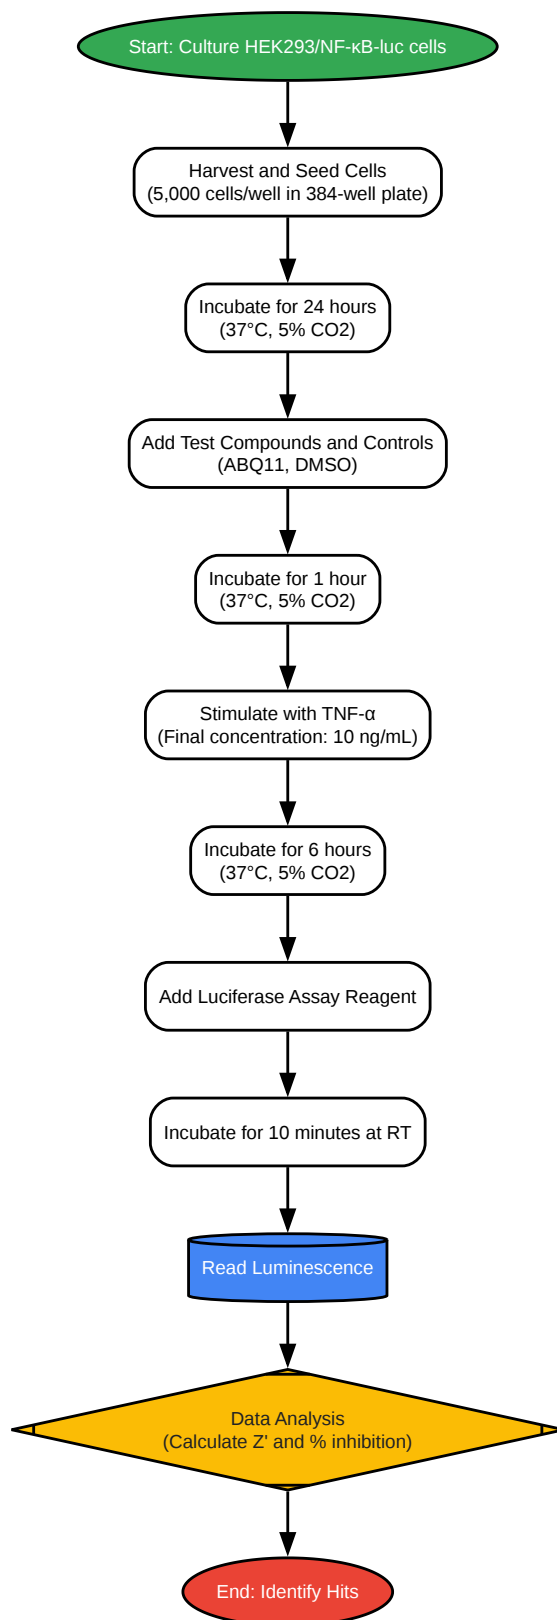 Start: Culture HEK293/NF-κB-luc cells
Harvest and Seed Cells
(5,000 cells/well in 384-well plate)
Incubate for 24 hours
(37°C, 5% CO2)
Add Test Compounds and Controls
(ABQ11, DMSO)
Incubate for 1 hour
(37°C, 5% CO2)
Stimulate with TNF-α
(Final concentration: 10 ng/mL)
Incubate for 6 hours
(37°C, 5% CO2)
Add Luciferase Assay Reagent
Incubate for 10 minutes at RT
Read Luminescence
Data Analysis
(Calculate Z' and % inhibition)
End: Identify Hits